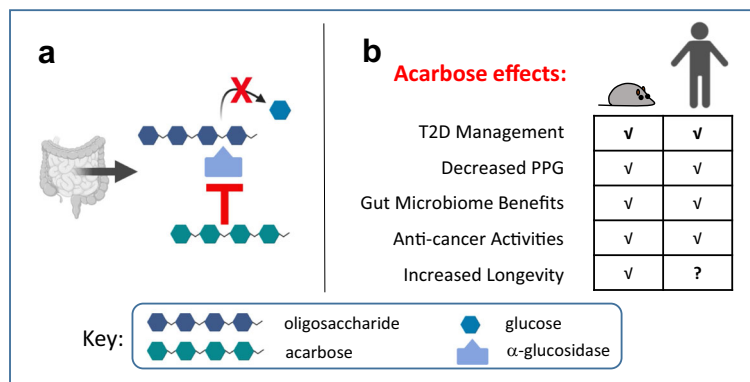 a
X
b
Acarbose effects:
T2D Management √ √
Decreased PPG √ √
Gut Microbiome Benefits √ √
Anti-cancer Activities √ √
Increased Longevity √ ?
Key:
oligosaccharide glucose
acarbose α-glucosidase